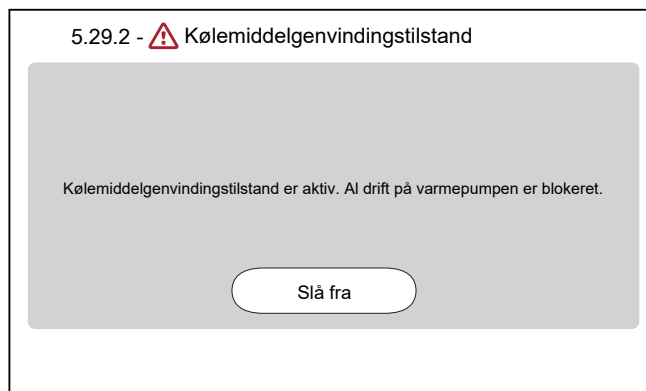 5.29.2 - Kølemiddelgenvindingstilstand
Kølemiddelgenvindingstilstand er aktiv. Al drift på varmepumpen er blokeret.
Slå fra